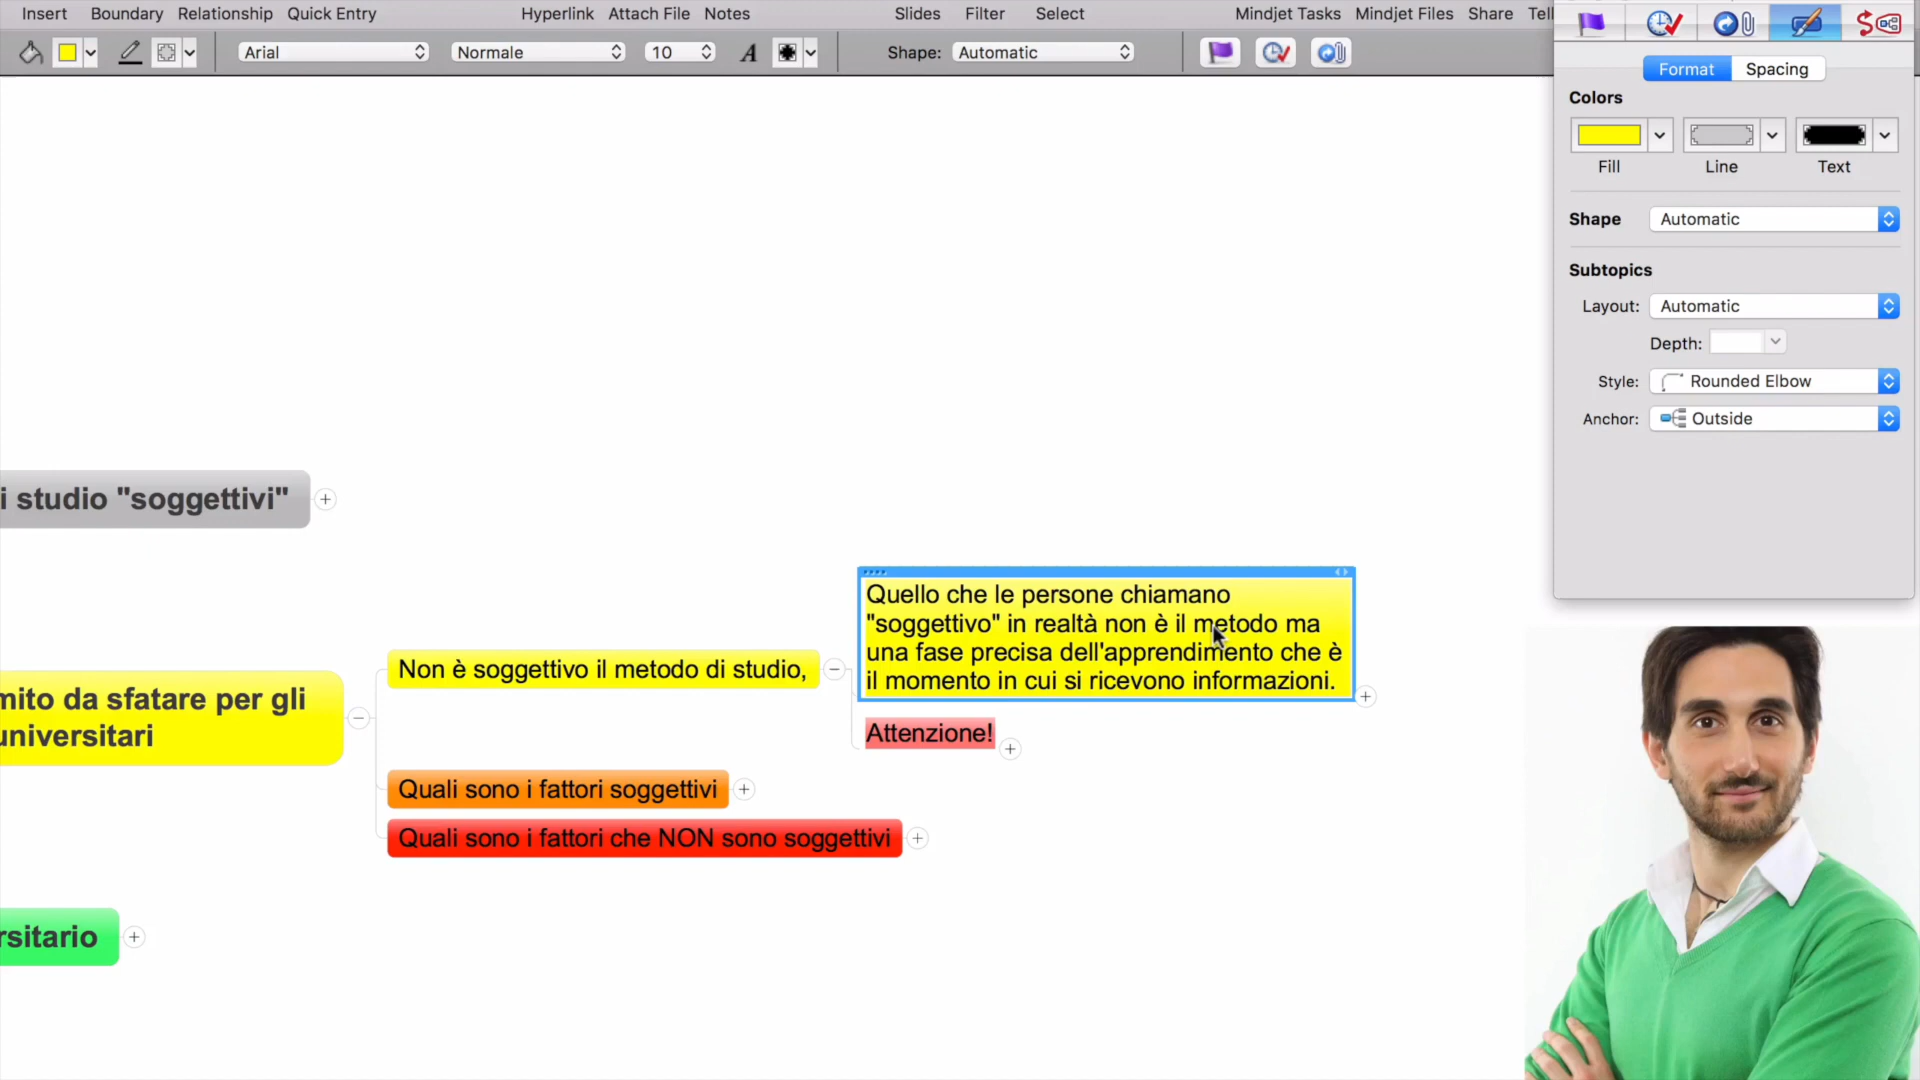 Insert Boundary Relationship Quick Entry Hyperlink Attach File Notes Slides Filter Select Mindjet Tasks Mindjet Files Share Tell
Arial Normale 10 A Shape: Automatic
Format Spacing
Colors
Fill Line Text
Shape Automatic
Subtopics
Layout: Automatic
Depth:
Style: Rounded Elbow
Anchor: Outside
i studio "soggettivi"
mito da sfatare per gli
universitari
Non è soggettivo il metodo di studio,
Quello che le persone chiamano
"soggettivo" in realtà non è il metodo ma
una fase precisa dell'apprendimento che è
il momento in cui si ricevono informazioni.
Attenzione!
Quali sono i fattori soggettivi
Quali sono i fattori che NON sono soggettivi
rsitario